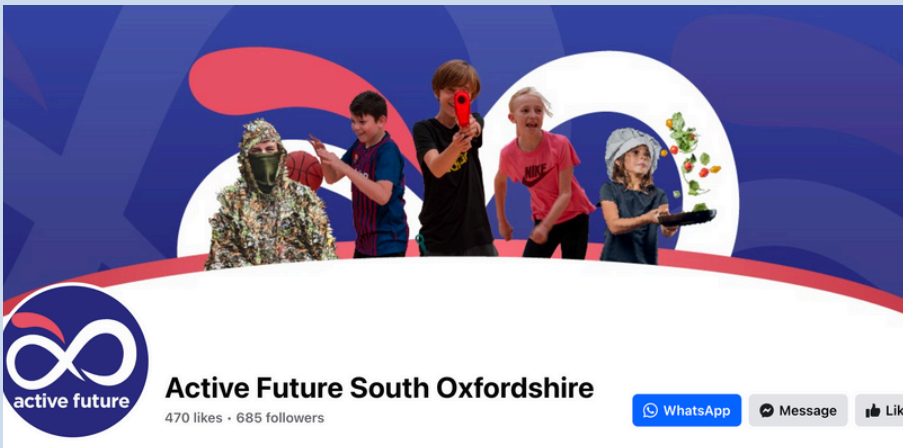 NIKE
active future
Active Future South Oxfordshire
470 likes · 685 followers
WhatsApp
Message
Lik